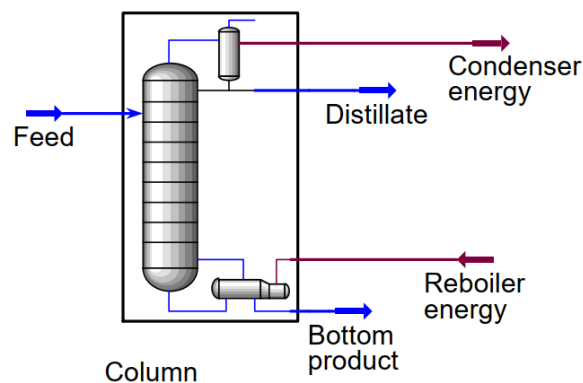 Condenser
energy
Distillate
Feed
Reboiler
energy
Bottom
product
Column